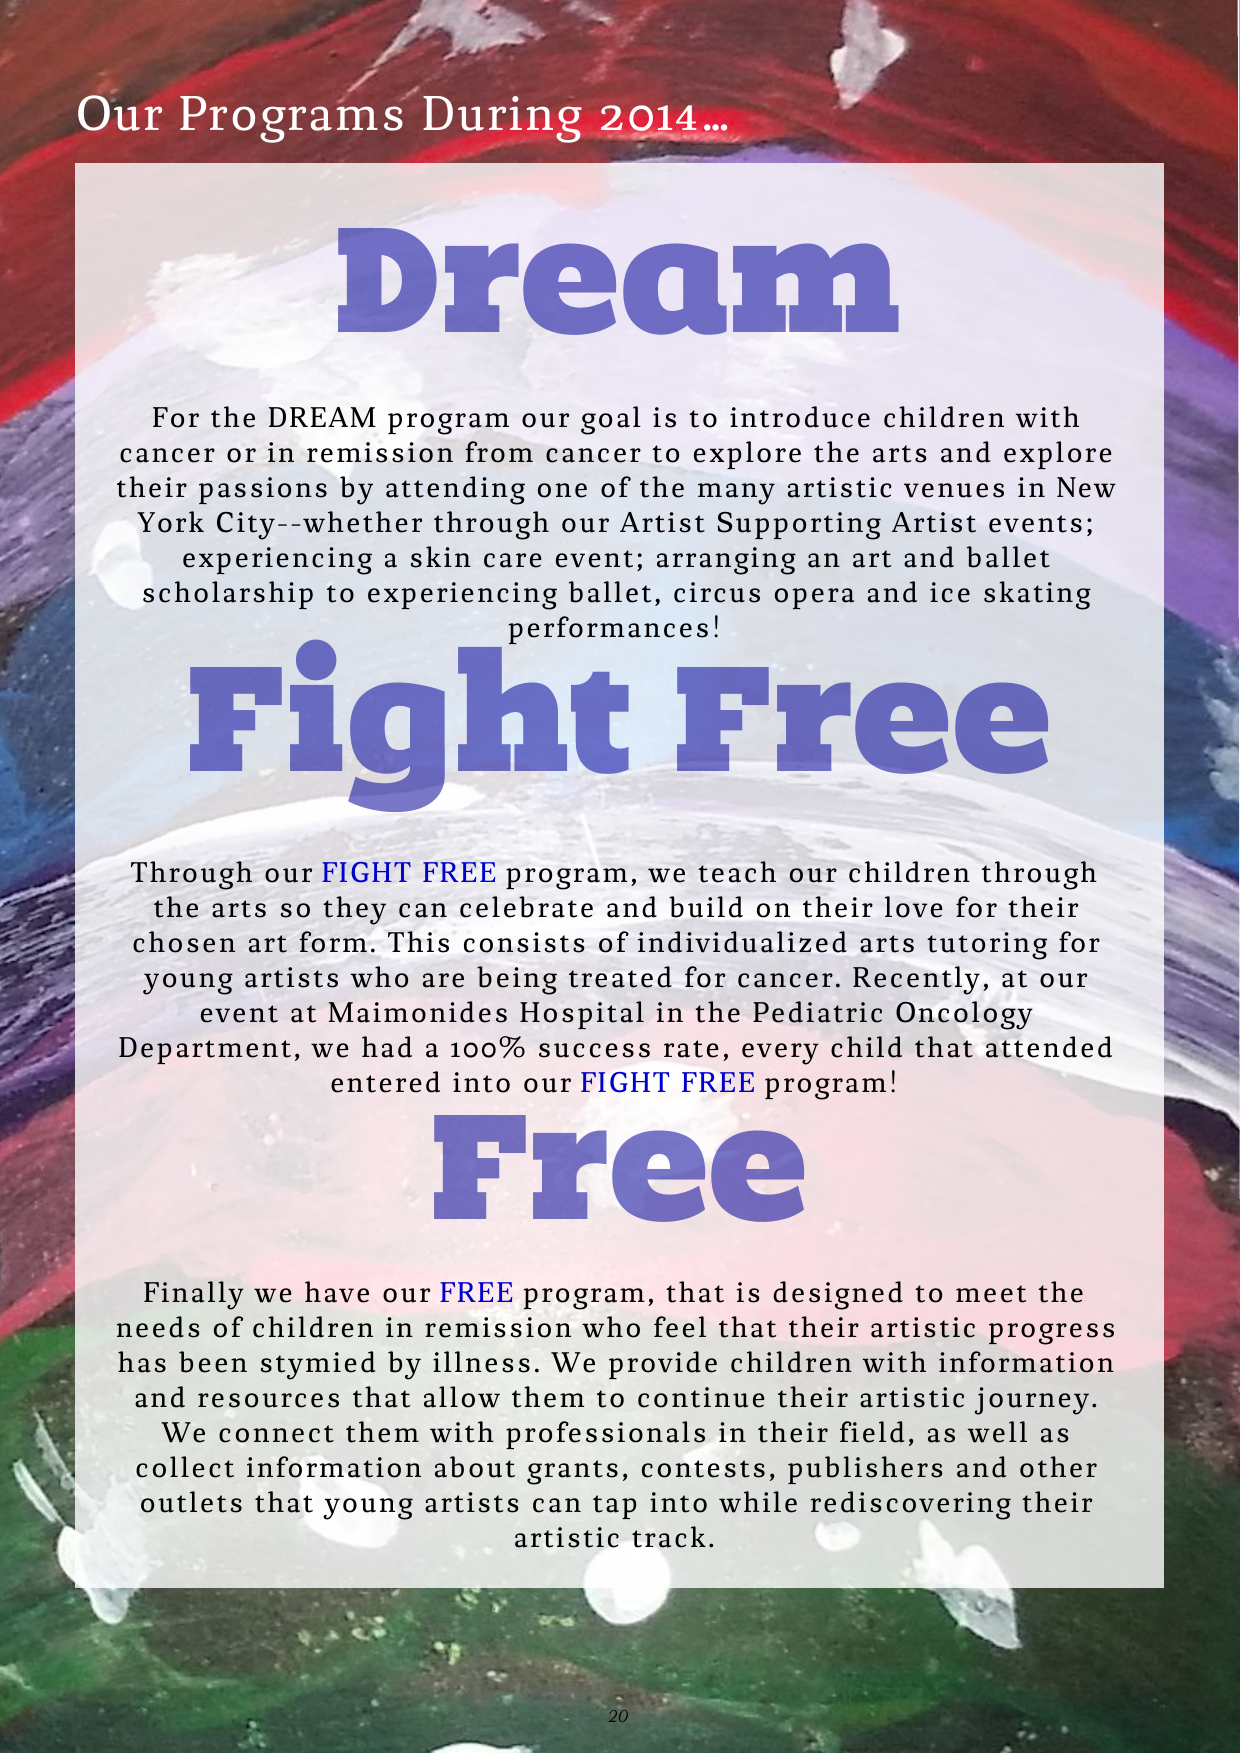 Our Programs During 2014...
Dream
For the DREAM program our goal is to introduce children with
cancer or in remission from cancer to explore the arts and explore
their passions by attending one of the many artistic venues in New
York City--whether through our Artist Supporting Artist events;
experiencing a skin care event; arranging an art and ballet
scholarship to experiencing ballet, circus opera and ice skating
performances!
Fight Free
Through our FIGHT FREE program, we teach our children through
the arts so they can celebrate and build on their love for their
chosen art form. This consists of individualized arts tutoring for
young artists who are being treated for cancer. Recently, at our
event at Maimonides Hospital in the Pediatric Oncology
Department, we had a 100% success rate, every child that attended
entered into our FIGHT FREE program!
Free
Finally we have our FREE program, that is designed to meet the
needs of children in remission who feel that their artistic progress
has been stymied by illness. We provide children with information
and resources that allow them to continue their artistic journey.
We connect them with professionals in their field, as well as
collect information about grants, contests, publishers and other
outlets that young artists can tap into while rediscovering their
artistic track.
20